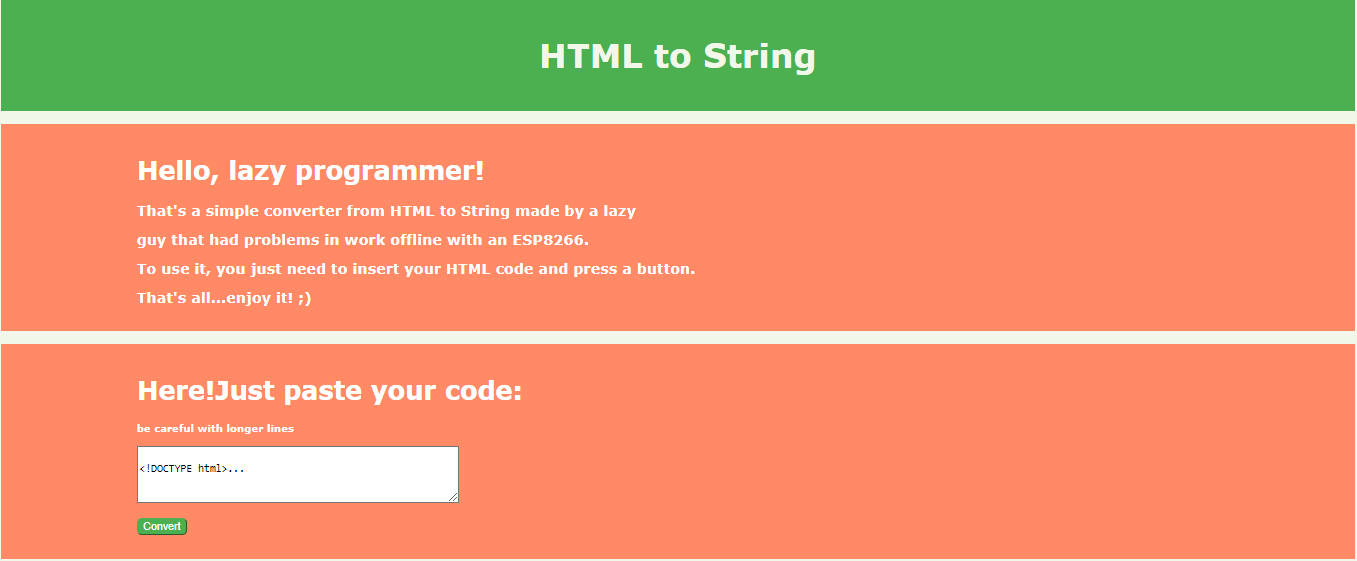 HTML to String
Hello, lazy programmer!
That's a simple converter from HTML to String made by a lazy
guy that had problems in work offline with an ESP8266.
To use it, you just need to insert your HTML code and press a button.
That's all...enjoy it! ;)
Here!Just paste your code:
be careful with longer lines
<!DOCTYPE html>...
Convert